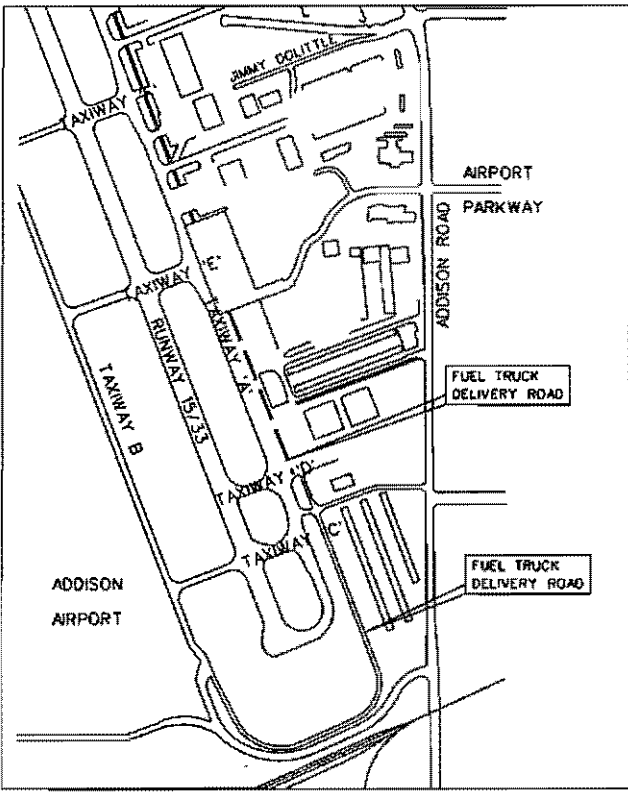 JIMMY DOLITTLE
TAXIWAY
AIRPORT
PARKWAY
ADDISON ROAD
TAXIWAY 'E'
TAXIWAY 'A'
RUNWAY 15/33
TAXIWAY B
FUEL TRUCK
DELIVERY ROAD
TAXIWAY 'D'
TAXIWAY 'C'
FUEL TRUCK
DELIVERY ROAD
ADDISON
AIRPORT